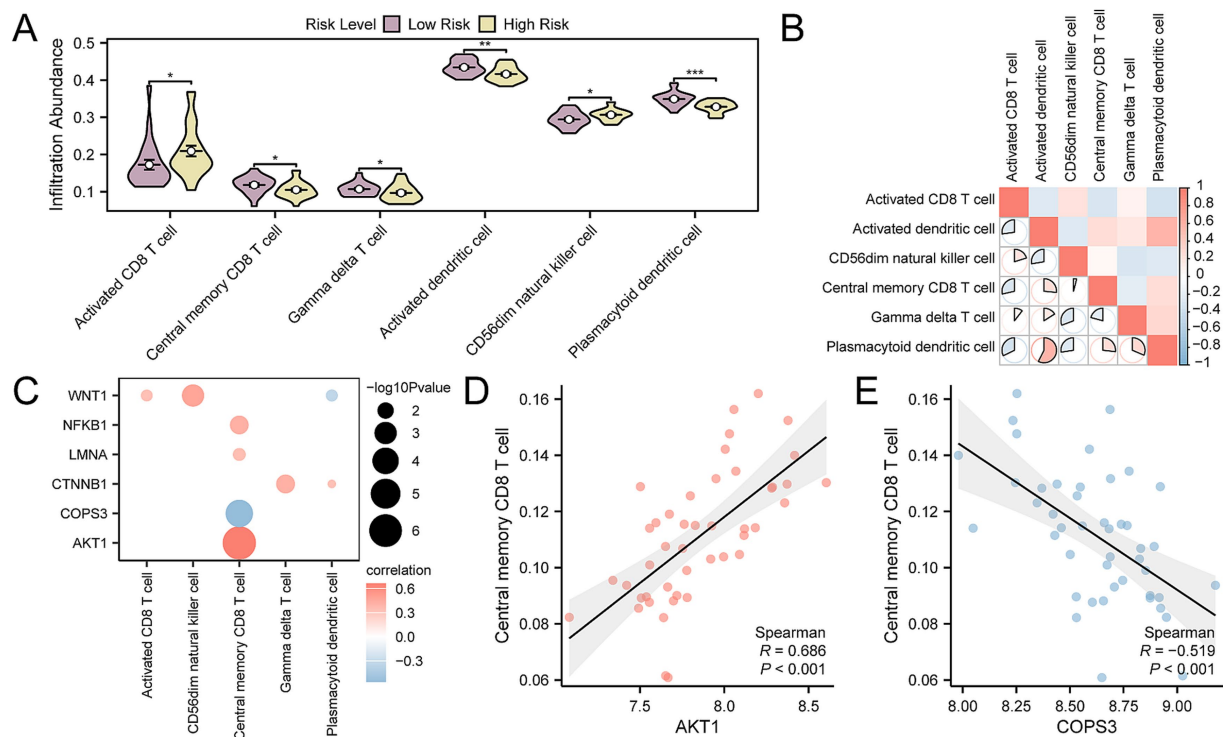 A
Risk Level Low Risk High Risk
Infiltration Abundance
0.5
0.4
0.3
0.2
0.1
*
*
*
**
*
***
Activated CD8 T cell
Central memory CD8 T cell
Gamma delta T cell
Activated dendritic cell
CD56dim natural killer cell
Plasmacytoid dendritic cell
B
Activated CD8 T cell
Activated dendritic cell
CD56dim natural killer cell
Central memory CD8 T cell
Gamma delta T cell
Plasmacytoid dendritic cell
Activated CD8 T cell
Activated dendritic cell
CD56dim natural killer cell
Central memory CD8 T cell
Gamma delta T cell
Plasmacytoid dendritic cell
1
0.8
0.6
0.4
0.2
0
−0.2
−0.4
−0.6
−0.8
−1
C
WNT1
NFKB1
LMNA
CTNNB1
COPS3
AKT1
Activated CD8 T cell
CD56dim natural killer cell
Central memory CD8 T cell
Gamma delta T cell
Plasmacytoid dendritic cell
−log10Pvalue
2
3
4
5
6
correlation
0.6
0.3
0.0
−0.3
D
Central memory CD8 T cell
0.16
0.14
0.12
0.10
0.08
0.06
Spearman
R = 0.686
P < 0.001
7.5
8.0
8.5
AKT1
E
Central memory CD8 T cell
0.16
0.14
0.12
0.10
0.08
0.06
Spearman
R = −0.519
P < 0.001
8.00
8.25
8.50
8.75
9.00
COPS3